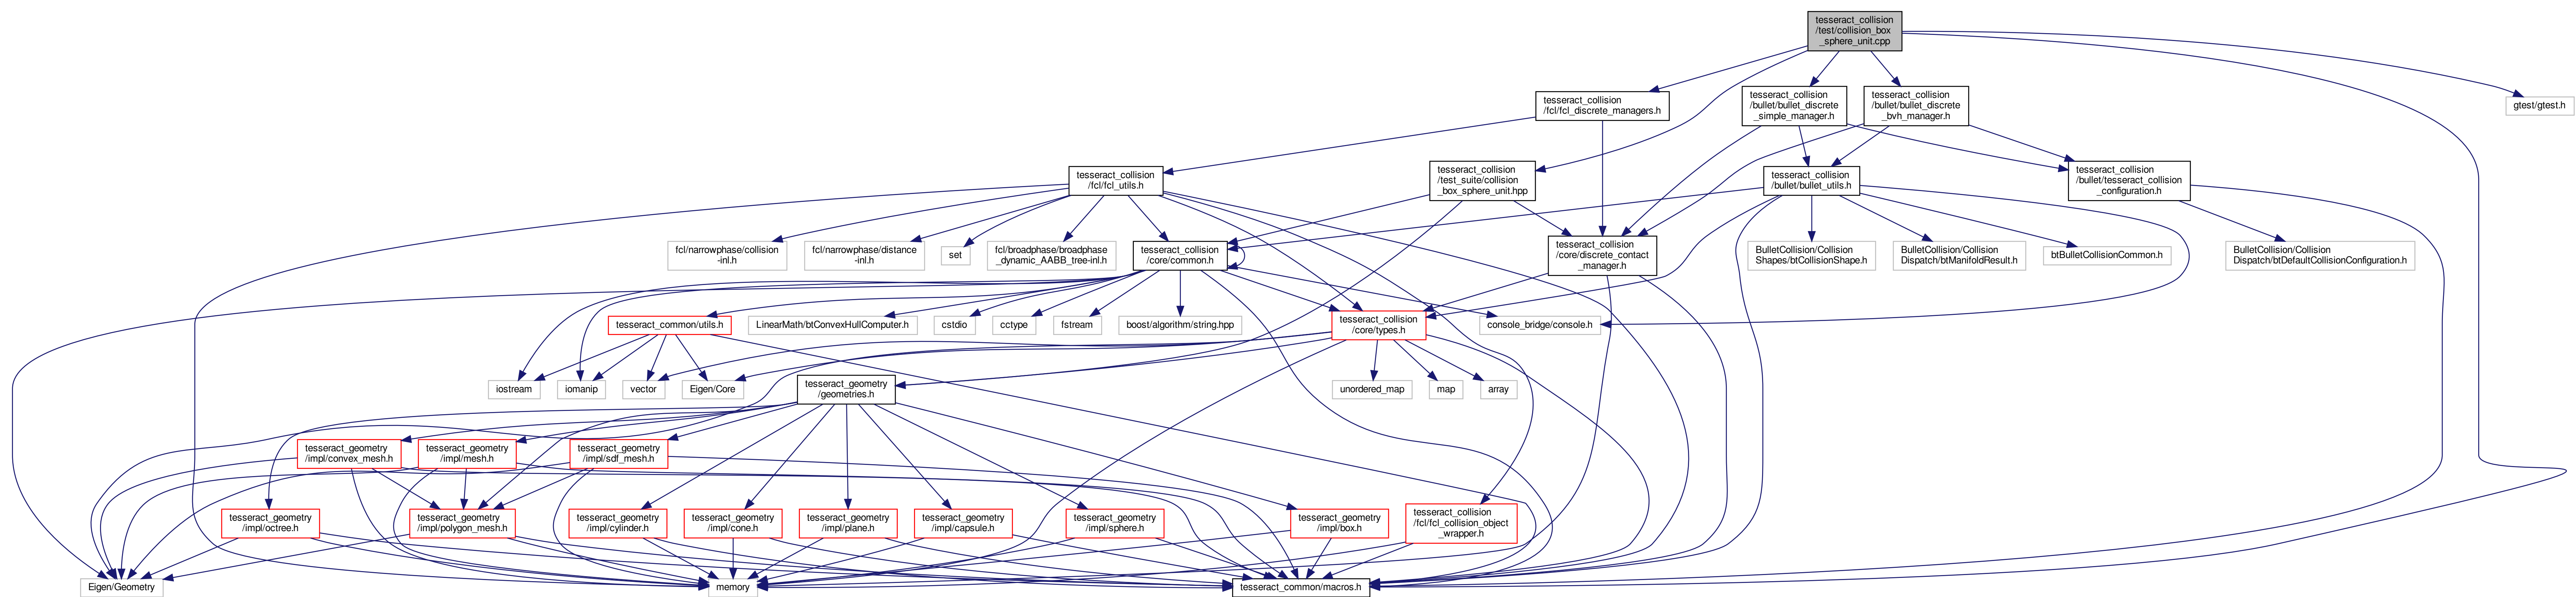 tesseract_collision
/test/collision_box
_sphere_unit.cpp
tesseract_collision
/fcl/fcl_discrete_managers.h
tesseract_collision
/bullet/bullet_discrete
_simple_manager.h
tesseract_collision
/bullet/bullet_discrete
_bvh_manager.h
gtest/gtest.h
tesseract_collision
/fcl/fcl_utils.h
tesseract_collision
/test_suite/collision
_box_sphere_unit.hpp
tesseract_collision
/bullet/bullet_utils.h
tesseract_collision
/bullet/tesseract_collision
_configuration.h
fcl/narrowphase/collision
-inl.h
fcl/narrowphase/distance
-inl.h
set
fcl/broadphase/broadphase
_dynamic_AABB_tree-inl.h
tesseract_collision
/core/common.h
tesseract_collision
/core/discrete_contact
_manager.h
BulletCollision/Collision
Shapes/btCollisionShape.h
BulletCollision/Collision
Dispatch/btManifoldResult.h
btBulletCollisionCommon.h
BulletCollision/Collision
Dispatch/btDefaultCollisionConfiguration.h
tesseract_common/utils.h
LinearMath/btConvexHullComputer.h
cstdio
cctype
fstream
boost/algorithm/string.hpp
tesseract_collision
/core/types.h
console_bridge/console.h
iostream
iomanip
vector
Eigen/Core
tesseract_geometry
/geometries.h
unordered_map
map
array
tesseract_geometry
/impl/convex_mesh.h
tesseract_geometry
/impl/mesh.h
tesseract_geometry
/impl/sdf_mesh.h
tesseract_geometry
/impl/octree.h
tesseract_geometry
/impl/polygon_mesh.h
tesseract_geometry
/impl/cylinder.h
tesseract_geometry
/impl/cone.h
tesseract_geometry
/impl/plane.h
tesseract_geometry
/impl/capsule.h
tesseract_geometry
/impl/sphere.h
tesseract_geometry
/impl/box.h
tesseract_collision
/fcl/fcl_collision_object
_wrapper.h
Eigen/Geometry
memory
tesseract_common/macros.h